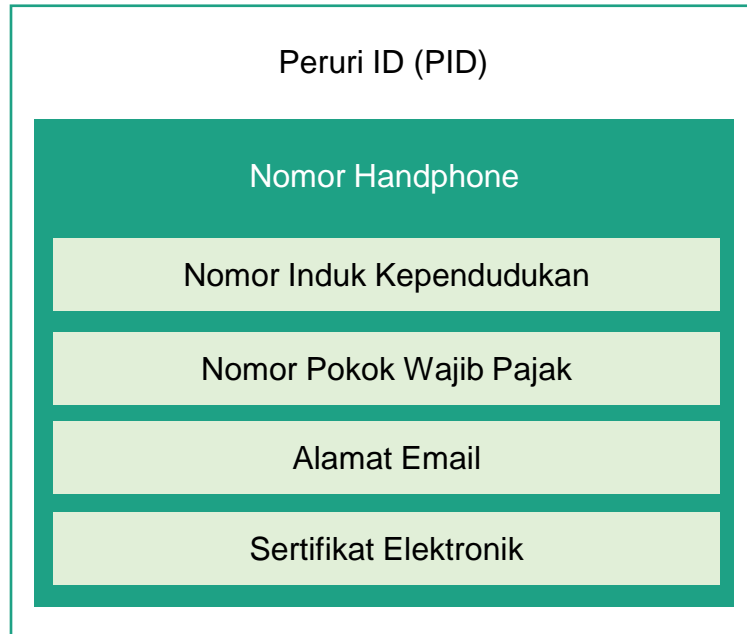 Peruri ID (PID)
Nomor Handphone
Nomor Induk Kependudukan
Nomor Pokok Wajib Pajak
Alamat Email
Sertifikat Elektronik